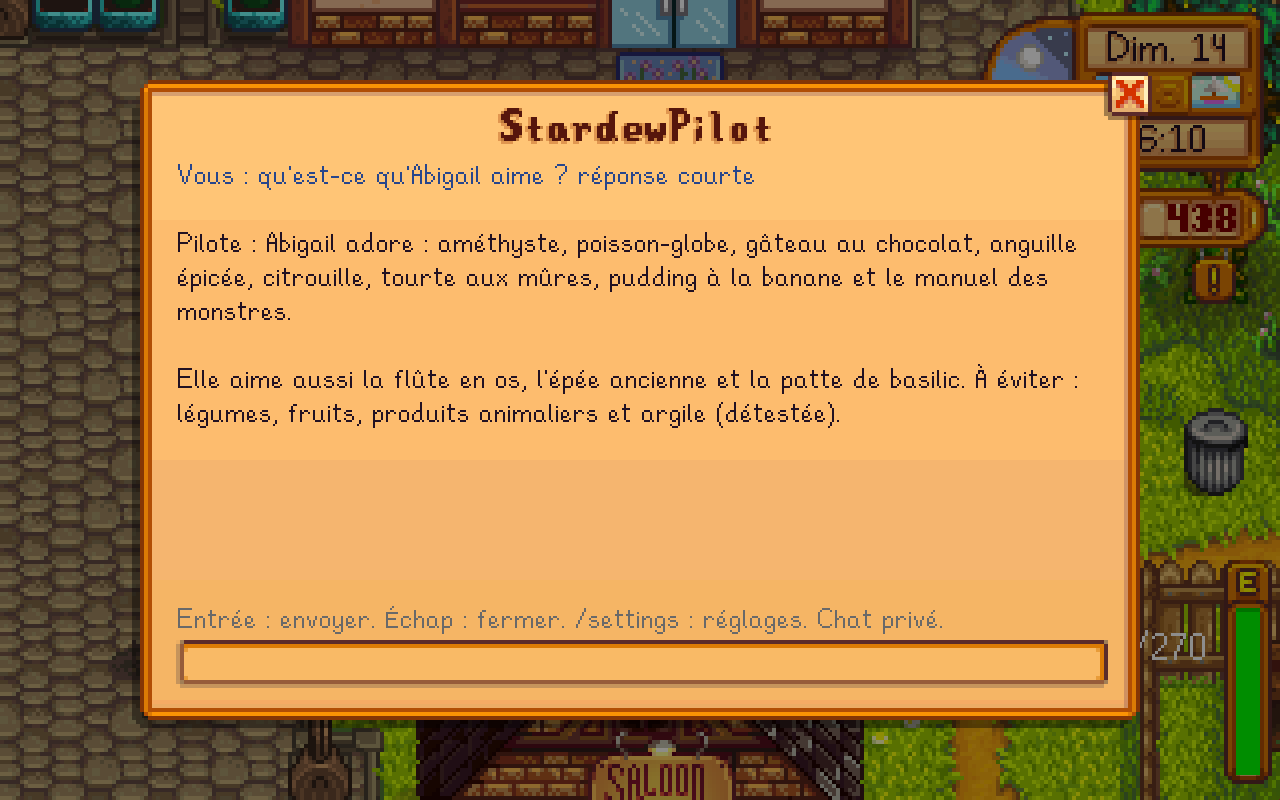 Dim. 14
6:10
438
StardewPilot
Vous : qu'est-ce qu'Abigail aime ? réponse courte
Pilote : Abigail adore : améthyste, poisson-globe, gâteau au chocolat, anguille
épicée, citrouille, tourte aux mûres, pudding à la banane et le manuel des
monstres.
Elle aime aussi la flûte en os, l'épée ancienne et la patte de basilic. À éviter :
légumes, fruits, produits animaliers et argile (détestée).
Entrée : envoyer. Échap : fermer. /settings : réglages. Chat privé.
E
/270
SALOON